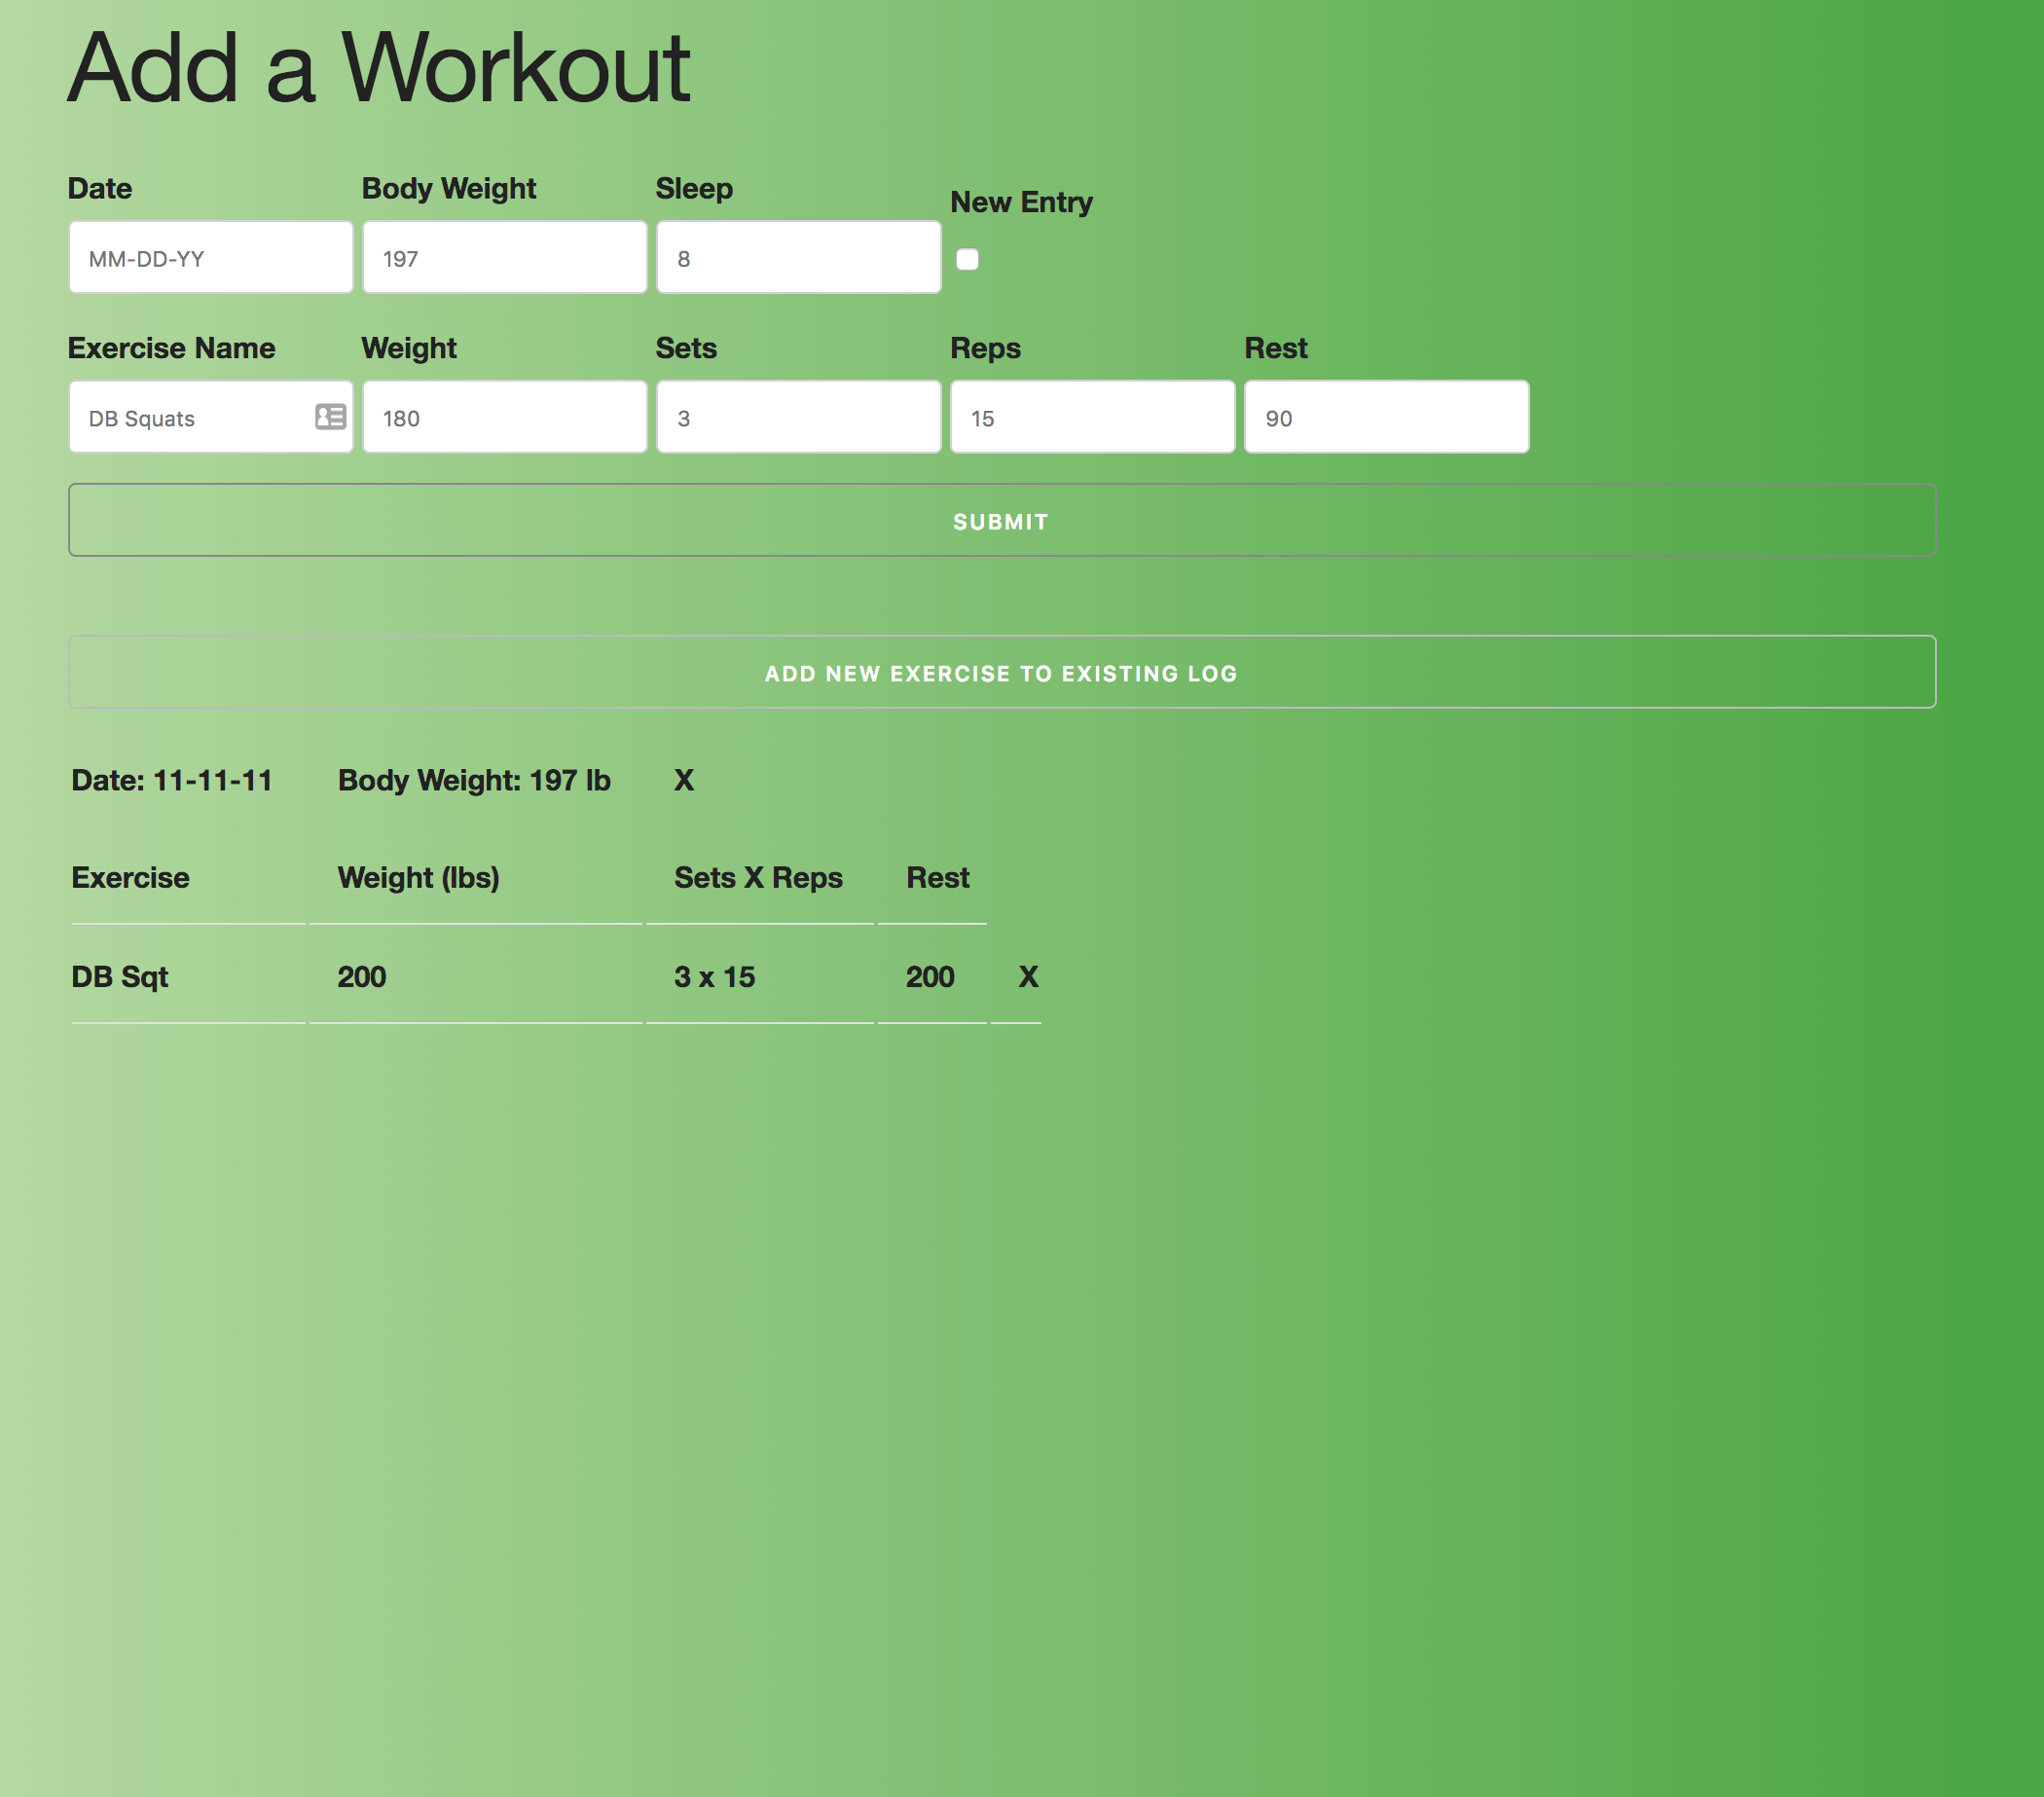 Add a Workout
Date Body Weight Sleep New Entry
MM-DD-YY 197 8
Exercise Name Weight Sets Reps Rest
DB Squats 180 3 15 90
SUBMIT
ADD NEW EXERCISE TO EXISTING LOG
Date: 11-11-11 Body Weight: 197 lb X
Exercise Weight (lbs) Sets X Reps Rest
DB Sqt 200 3 x 15 200 X